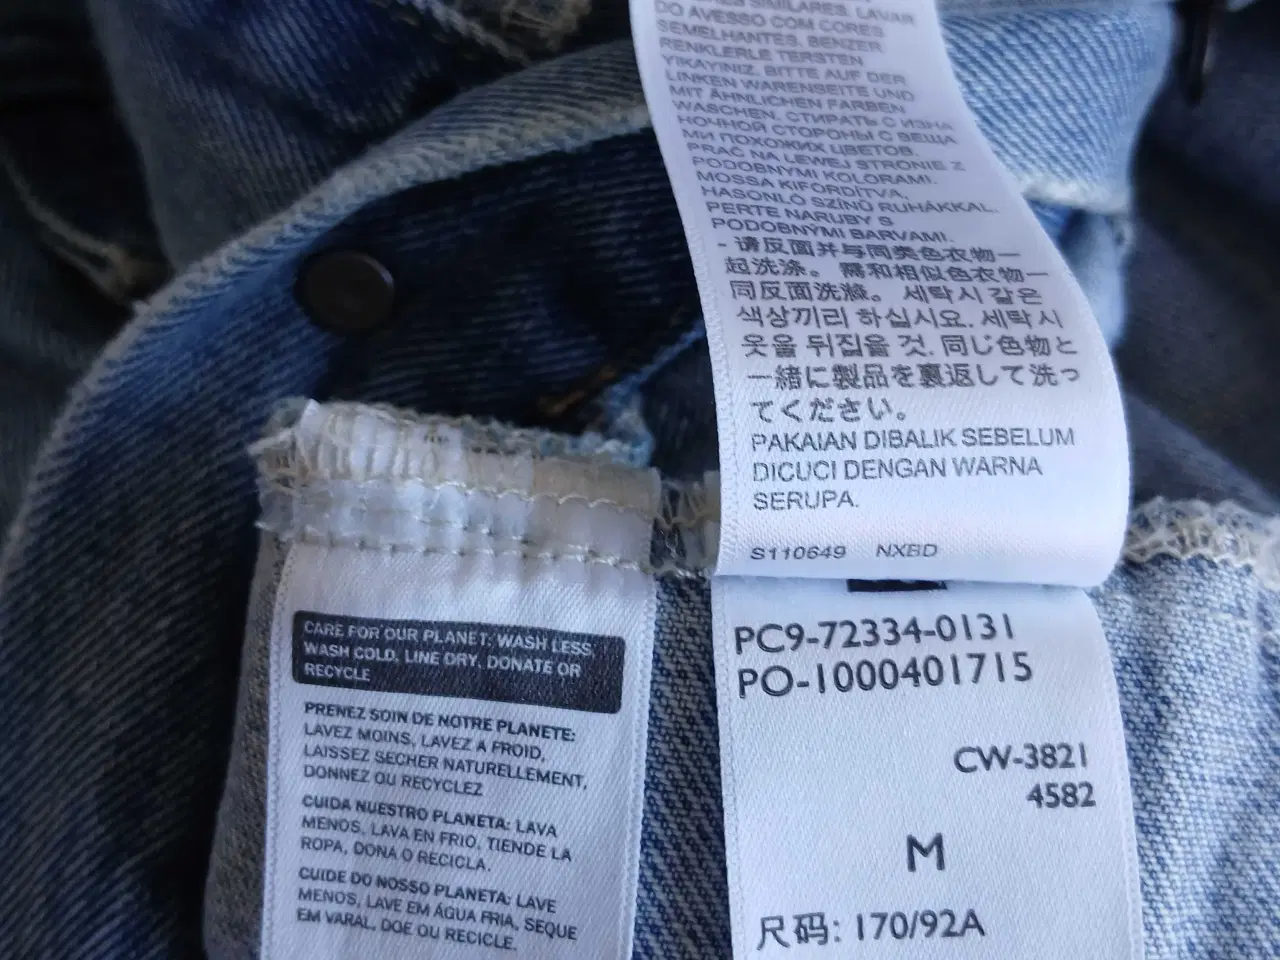 SIMILARES. LAVAR
DO AVESSO COM CORES
SEMELHANTES. BENZER
RENKLERLE TERSTEN
YIKAYINIZ. BITTE AUF DER
LINKEN WARENSEITE UND
MIT ÄHNLICHEN FARBEN
WASCHEN. СТИРАТЬ С ИЗНА
НОЧНОЙ СТОРОНЫ С ВЕЩА
МИ ПОХОЖИХ ЦВЕТОВ.
PRAĆ NA LEWEJ STRONIE Z
PODOBNYMI KOLORAMI.
MOSSA KIFORDÍTVA,
HASONLÓ SZÍNŰ RUHÁKKAL.
PERTE NARUBY S
PODOBNÝMI BARVAMI.
- 请反面并与同类色衣物一
起洗涤。需和相似色衣物一
同反面洗滌。세탁시 같은
색상끼리 하십시요. 세탁시
옷을 뒤집을 것. 同じ色物と
一緒に製品を裏返して洗っ
てください。
PAKAIAN DIBALIK SEBELUM
DICUCI DENGAN WARNA
SERUPA.
S110649 NXBD
CARE FOR OUR PLANET: WASH LESS,
WASH COLD, LINE DRY, DONATE OR
RECYCLE
PRENEZ SOIN DE NOTRE PLANETE:
LAVEZ MOINS, LAVEZ A FROID,
LAISSEZ SECHER NATURELLEMENT,
DONNEZ OU RECYCLEZ
CUIDA NUESTRO PLANETA: LAVA
MENOS, LAVA EN FRIO, TIENDE LA
ROPA, DONA O RECICLA.
CUIDE DO NOSSO PLANETA: LAVE
MENOS, LAVE EM ÁGUA FRIA, SEQUE
EM VARAL, DOE OU RECICLE.
PC9-72334-0131
PO-1000401715
CW-3821
4582
M
尺码: 170/92A